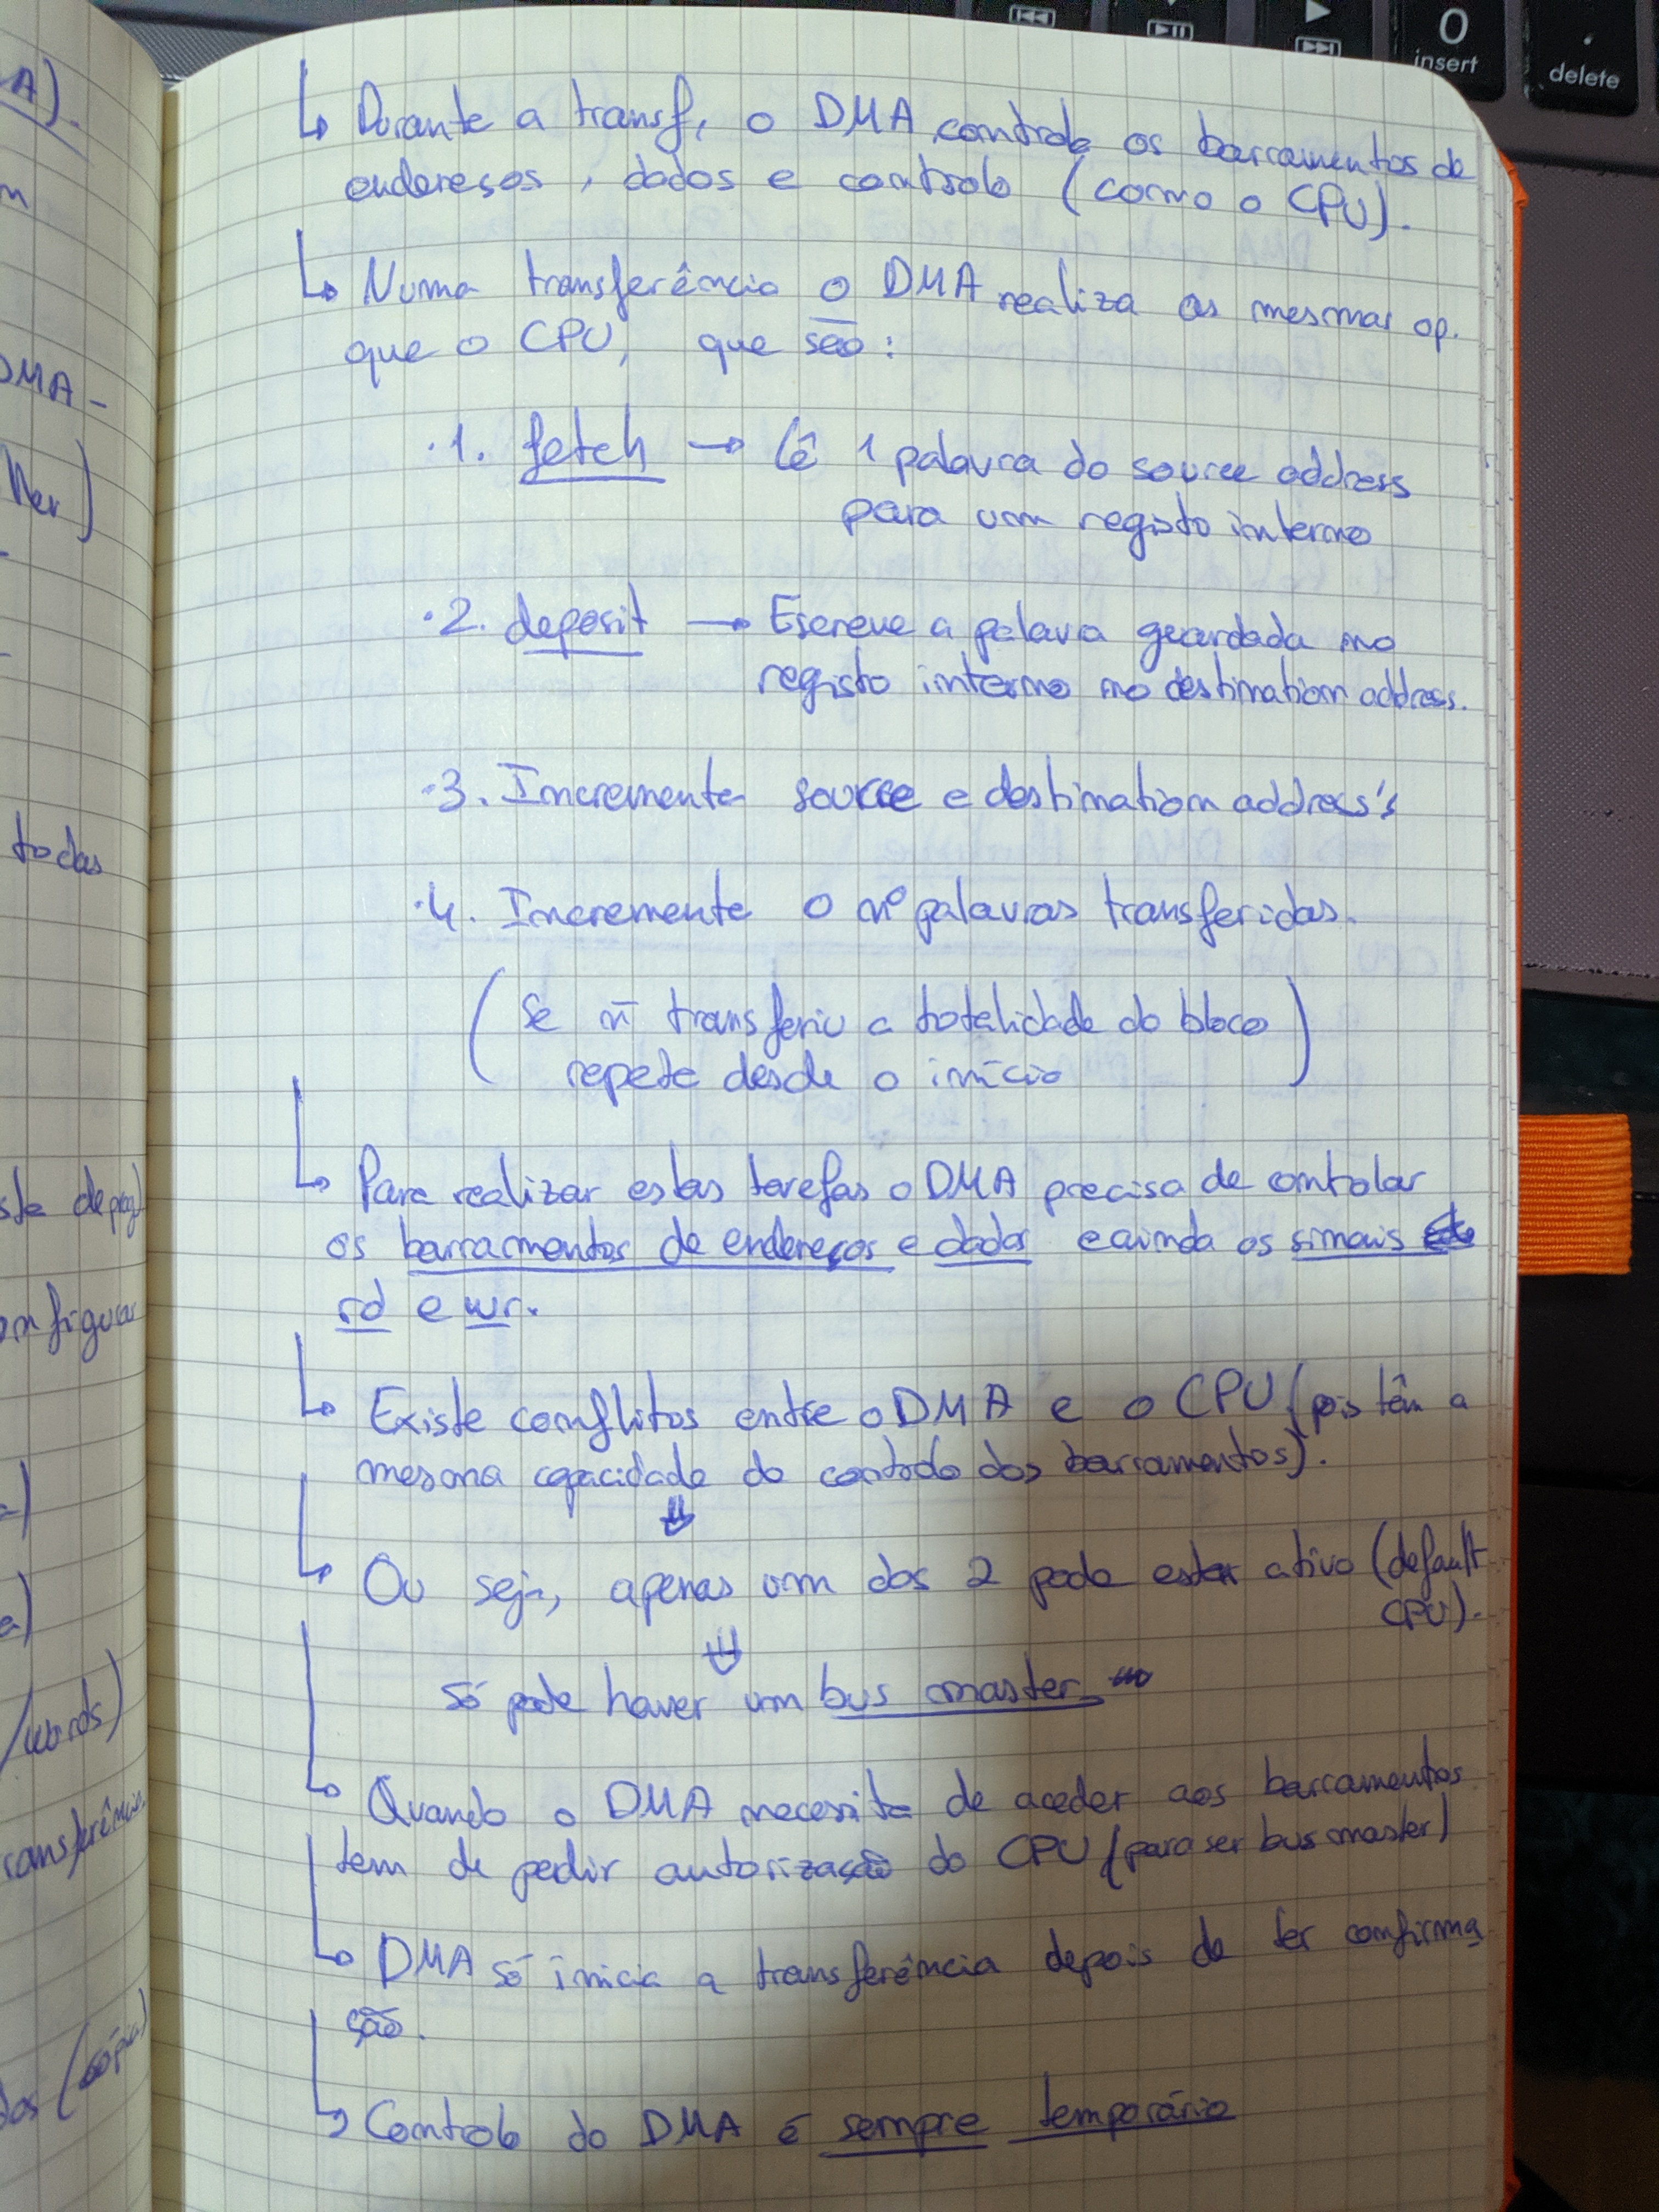 ↳ Durante a transf, o DMA controla os barramentos de
endereços, dados e controlo (como o CPU).
↳ Numa transferência o DMA realiza as mesmas op.
que o CPU, que são:
·1. fetch → Lê 1 palavra do source address
para um registo interno
·2. deposit → Escreve a palavra guardada no
registo interno no destination address.
·3. Incrementa source e destination address's
·4. Incremente o nº palavras transferidas.
(Se ñ transferiu a totalidade do bloco
repete desde o início)
↳ Para realizar estas tarefas o DMA precisa de controlar
os barramentos de endereços e dados e ainda os sinais
rd e wr.
↳ Existe conflitos entre o DMA e o CPU (pois têm a
mesma capacidade do controlo dos barramentos).
⇓
↳ Ou seja, apenas um dos 2 pode estar ativo (default
CPU).
⇓
Só pode haver um bus master
↳ Quando o DMA necessita de aceder aos barramentos
tem de pedir autorização do CPU (para ser bus master)
↳ DMA só inicia a transferência depois de ter confirma
ção.
↳ Controlo do DMA é sempre temporário
A).
m
DMA -
ller)
todas
onfigurar
a)
a)
/words)
ransferência
dos (cópia)
0
insert
.
delete